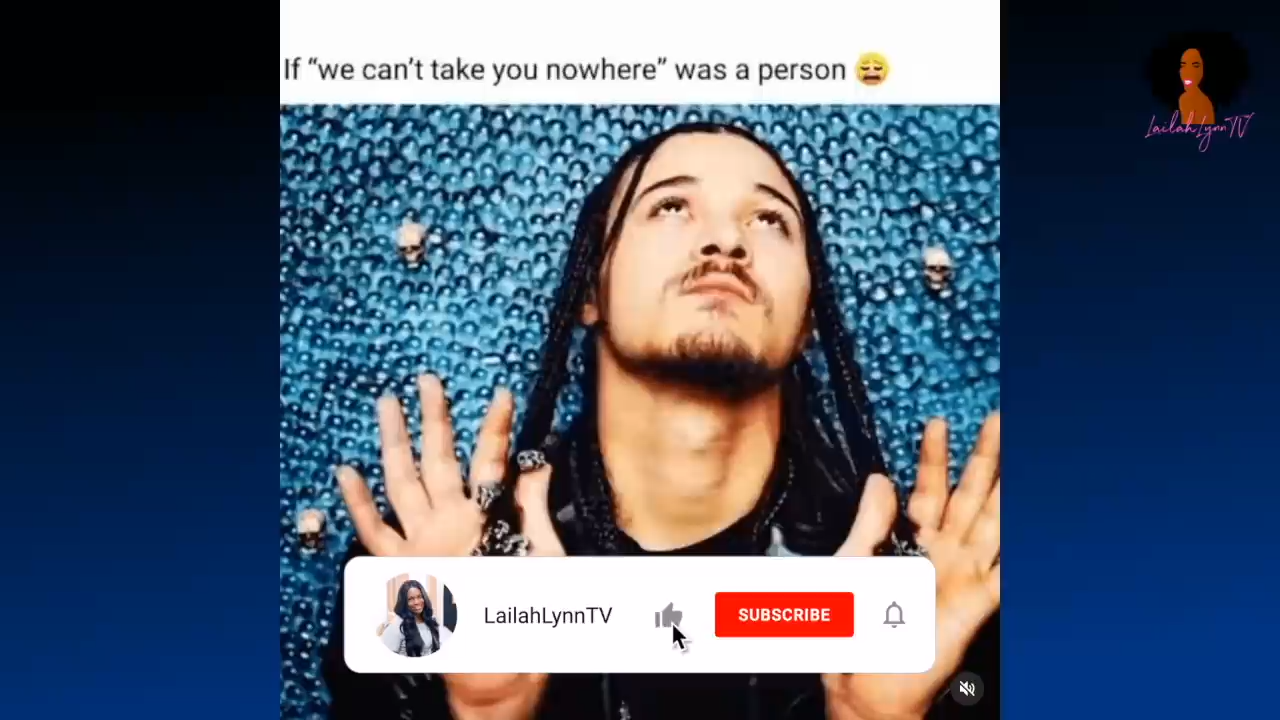 If “we can’t take you nowhere” was a person 😩
LailahLynnTV
LailahLynnTV
SUBSCRIBE